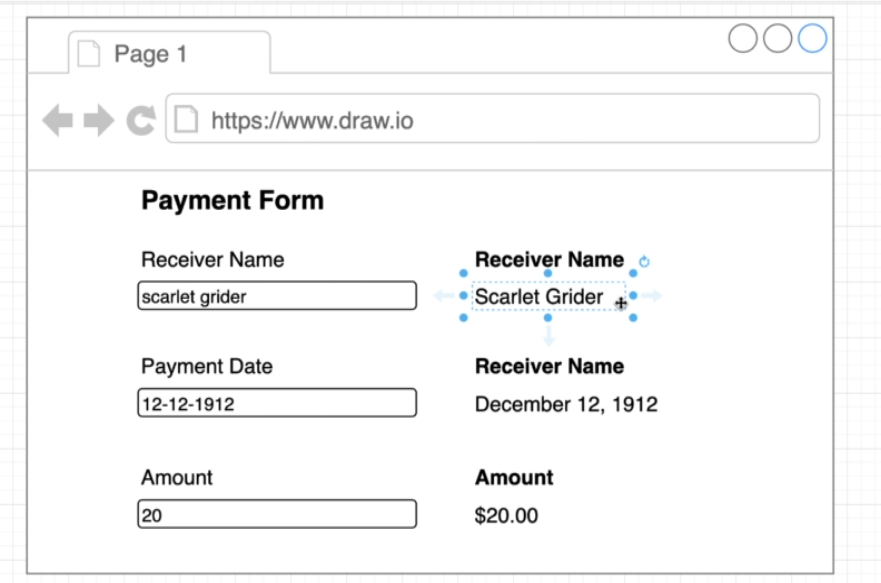 Page 1
https://www.draw.io
Payment Form
Receiver Name
Receiver Name
scarlet grider
Scarlet Grider
Payment Date
Receiver Name
12-12-1912
December 12, 1912
Amount
Amount
20
$20.00